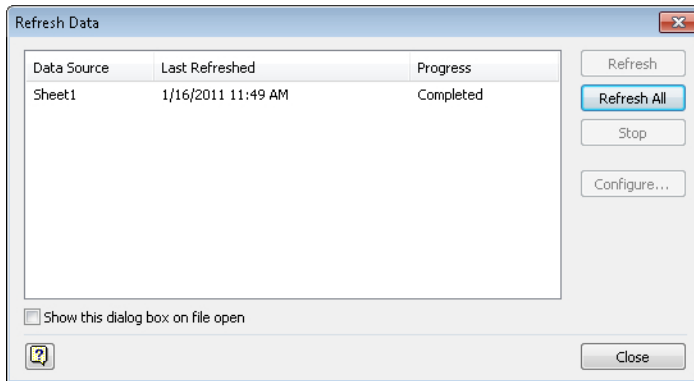 Refresh Data
Data Source Last Refreshed Progress
Sheet1 1/16/2011 11:49 AM Completed
Refresh
Refresh All
Stop
Configure...
Show this dialog box on file open
?
Close